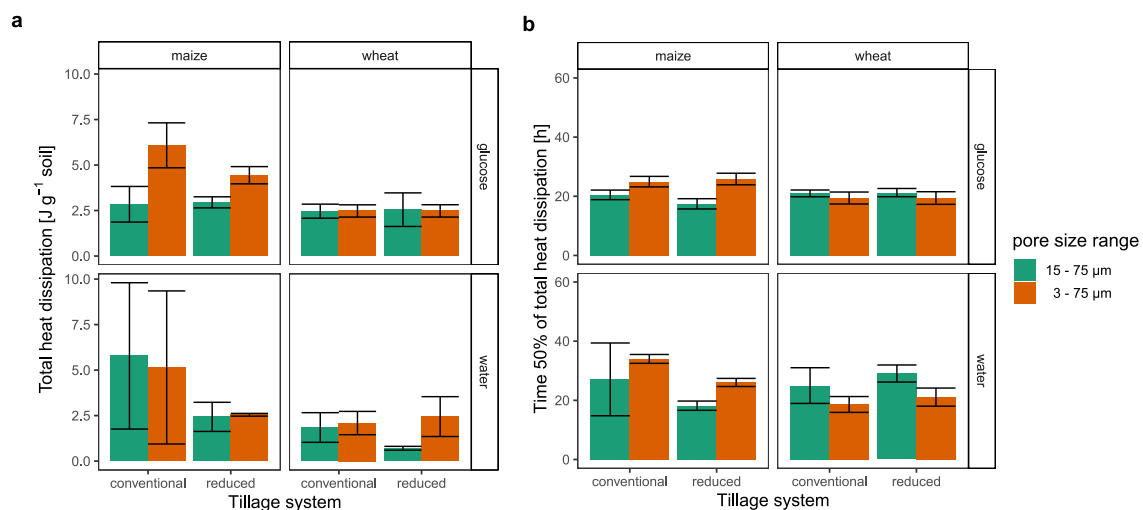 a
maize
wheat
Total heat dissipation [J g⁻¹ soil]
10.0
7.5
5.0
2.5
0.0
glucose
10.0
7.5
5.0
2.5
0.0
water
conventional
reduced
conventional
reduced
Tillage system
b
maize
wheat
Time 50% of total heat dissipation [h]
60
40
20
0
glucose
60
40
20
0
water
conventional
reduced
conventional
reduced
Tillage system
pore size range
15 - 75 µm
3 - 75 µm